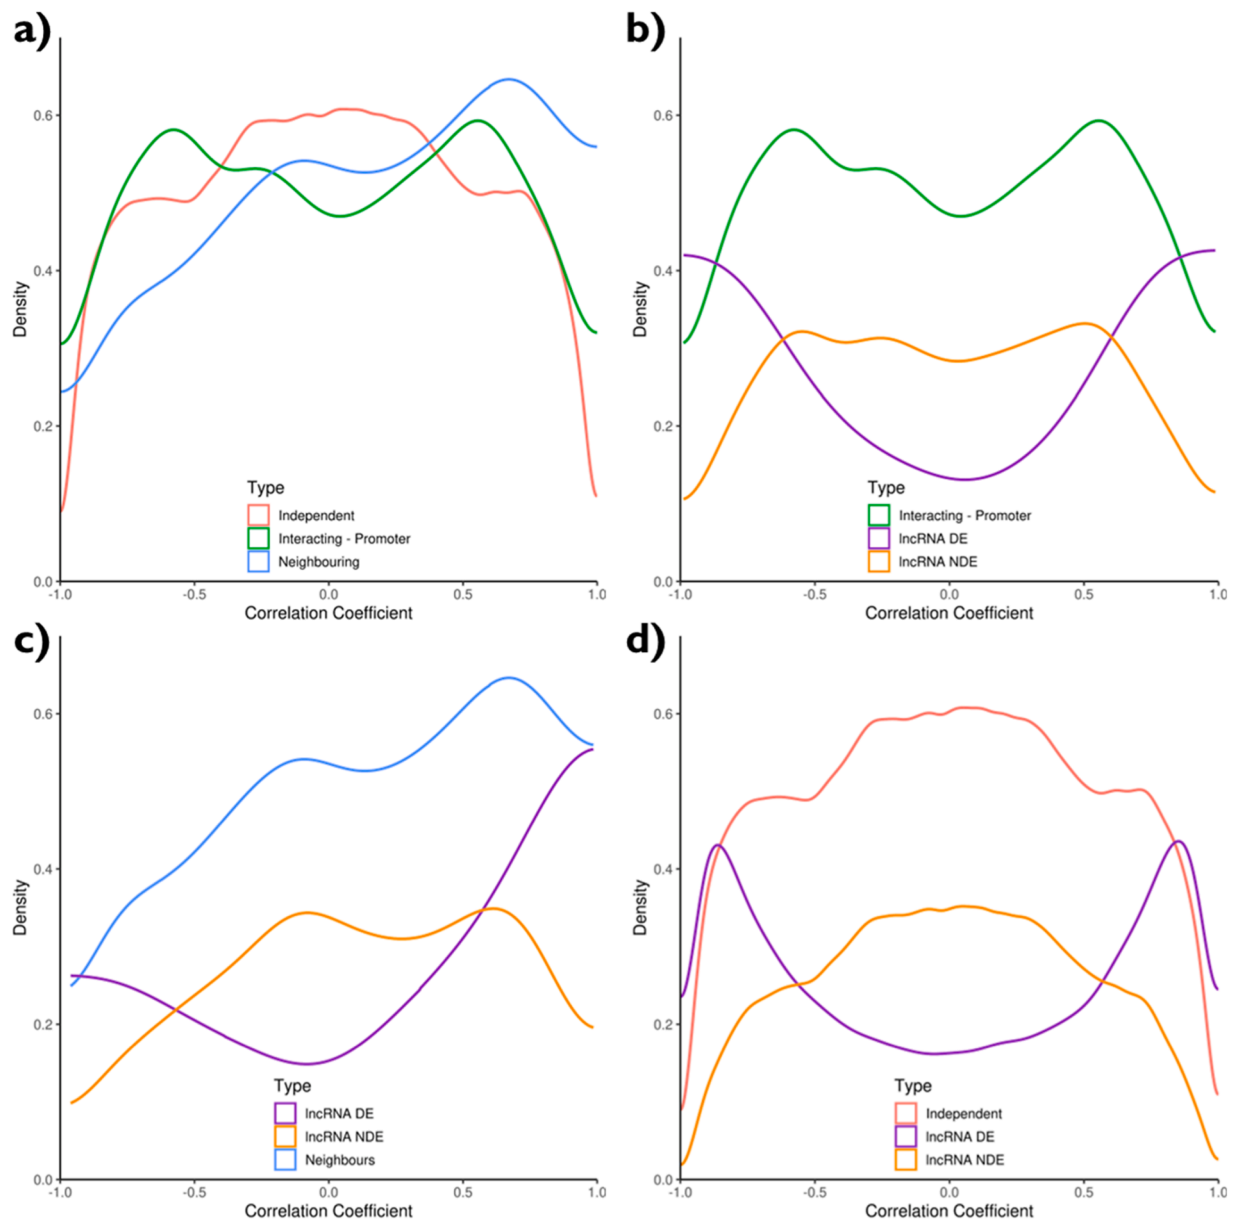 a)
0.6
0.4
0.2
0.0
Density
Type
Independent
Interacting - Promoter
Neighbouring
-1.0 -0.5 0.0 0.5 1.0
Correlation Coefficient
b)
0.6
0.4
0.2
0.0
Density
Type
Interacting - Promoter
lncRNA DE
lncRNA NDE
-1.0 -0.5 0.0 0.5 1.0
Correlation Coefficient
c)
0.6
0.4
0.2
0.0
Density
Type
lncRNA DE
lncRNA NDE
Neighbours
-1.0 -0.5 0.0 0.5 1.0
Correlation Coefficient
d)
0.6
0.4
0.2
0.0
Density
Type
Independent
lncRNA DE
lncRNA NDE
-1.0 -0.5 0.0 0.5 1.0
Correlation Coefficient